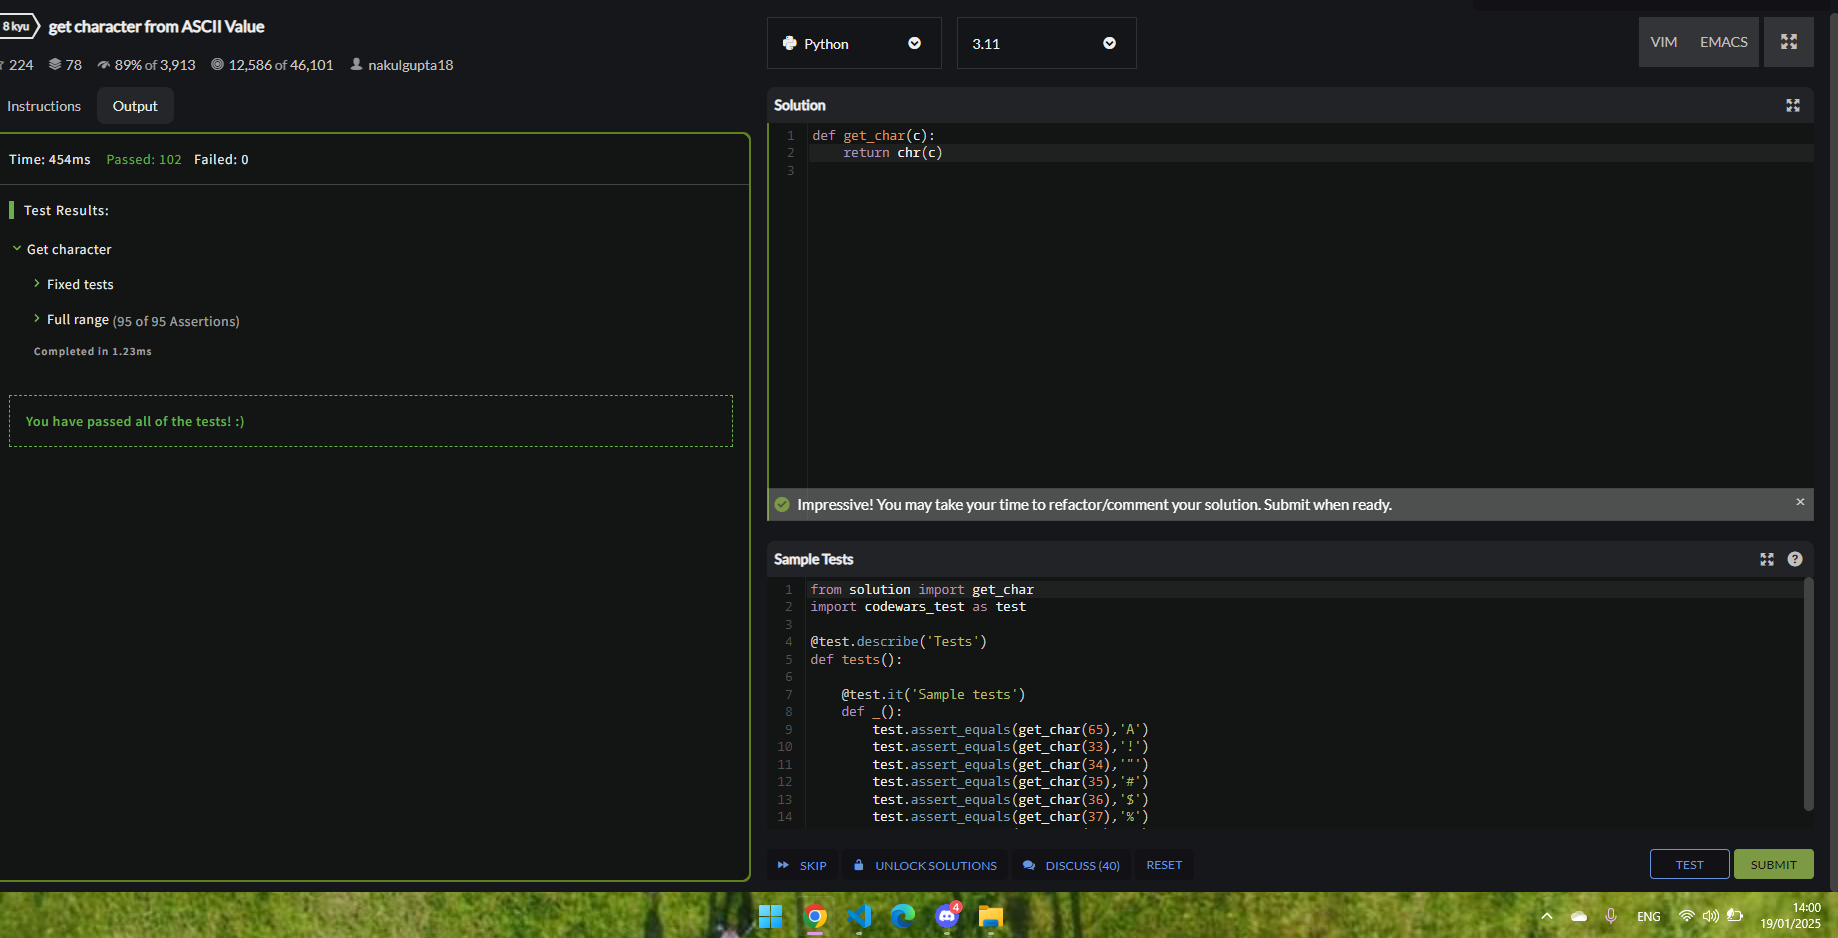 8 kyu get character from ASCII Value
224 78 89% of 3,913 12,586 of 46,101 nakulgupta18
Instructions Output
Time: 454ms Passed: 102 Failed: 0
Test Results:
Get character
Fixed tests
Full range (95 of 95 Assertions)
Completed in 1.23ms
You have passed all of the tests! :)
Python 3.11 VIM EMACS
Solution
1 def get_char(c):
2     return chr(c)
3
Impressive! You may take your time to refactor/comment your solution. Submit when ready. ×
Sample Tests ?
1 from solution import get_char
2 import codewars_test as test
3
4 @test.describe('Tests')
5 def tests():
6
7     @test.it('Sample tests')
8     def _():
9         test.assert_equals(get_char(65),'A')
10         test.assert_equals(get_char(33),'!')
11         test.assert_equals(get_char(34),'"')
12         test.assert_equals(get_char(35),'#')
13         test.assert_equals(get_char(36),'$')
14         test.assert_equals(get_char(37),'%')
SKIP UNLOCK SOLUTIONS DISCUSS (40) RESET TEST SUBMIT
4 ENG 14:00
19/01/2025